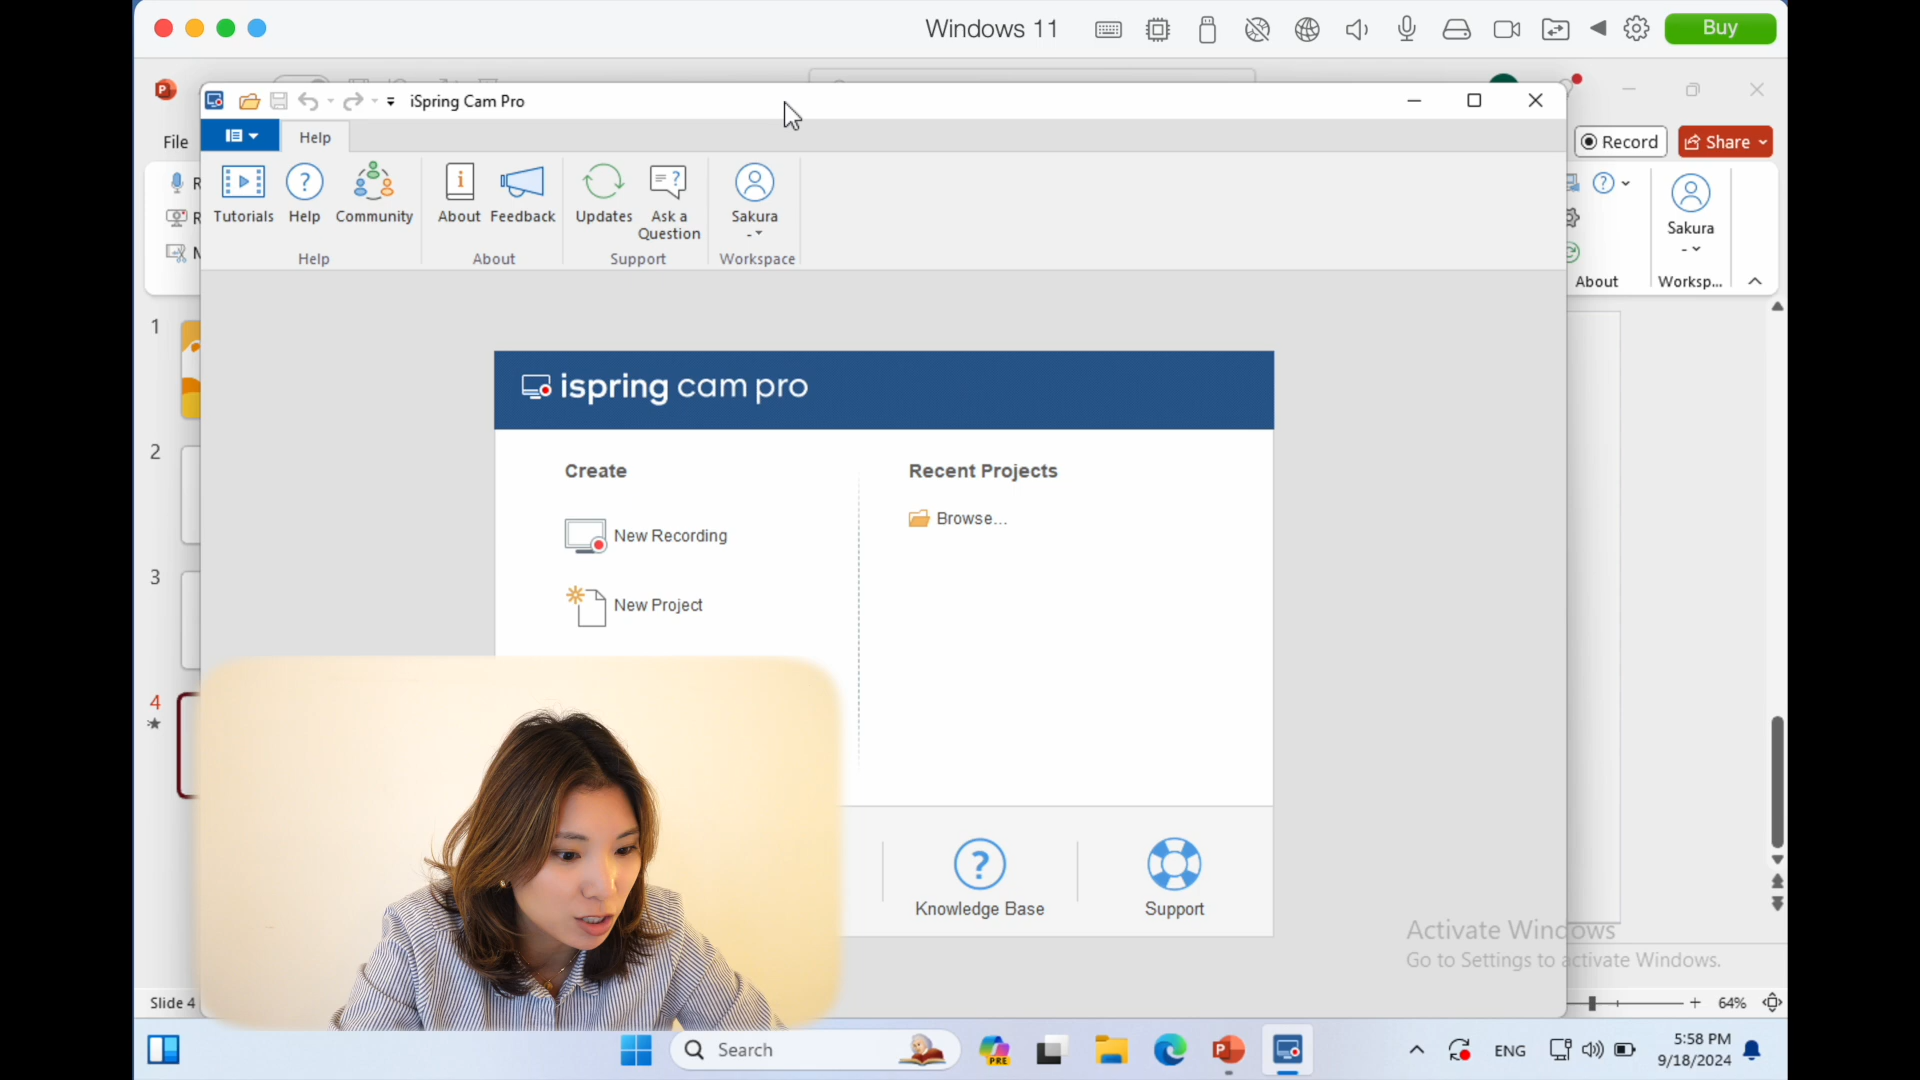 Windows 11
Buy
iSpring Cam Pro
File
Help
Record
Share
Tutorials
Help
Community
About
Feedback
Updates
Ask a
Question
Sakura
-
Help
About
Support
Workspace
R
R
N
Sakura
-
About
Worksp...
1
2
3
4
ispring cam pro
Create
Recent Projects
New Recording
Browse...
New Project
Knowledge Base
Support
Activate Windows
Go to Settings to activate Windows.
Slide 4
64%
Search
PRE
ENG
5:58 PM
9/18/2024